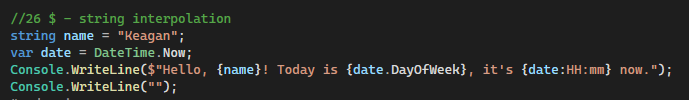 //26 $ - string interpolation
string name = "Keagan";
var date = DateTime.Now;
Console.WriteLine($"Hello, {name}! Today is {date.DayOfWeek}, it's {date:HH:mm} now.");
Console.WriteLine("");